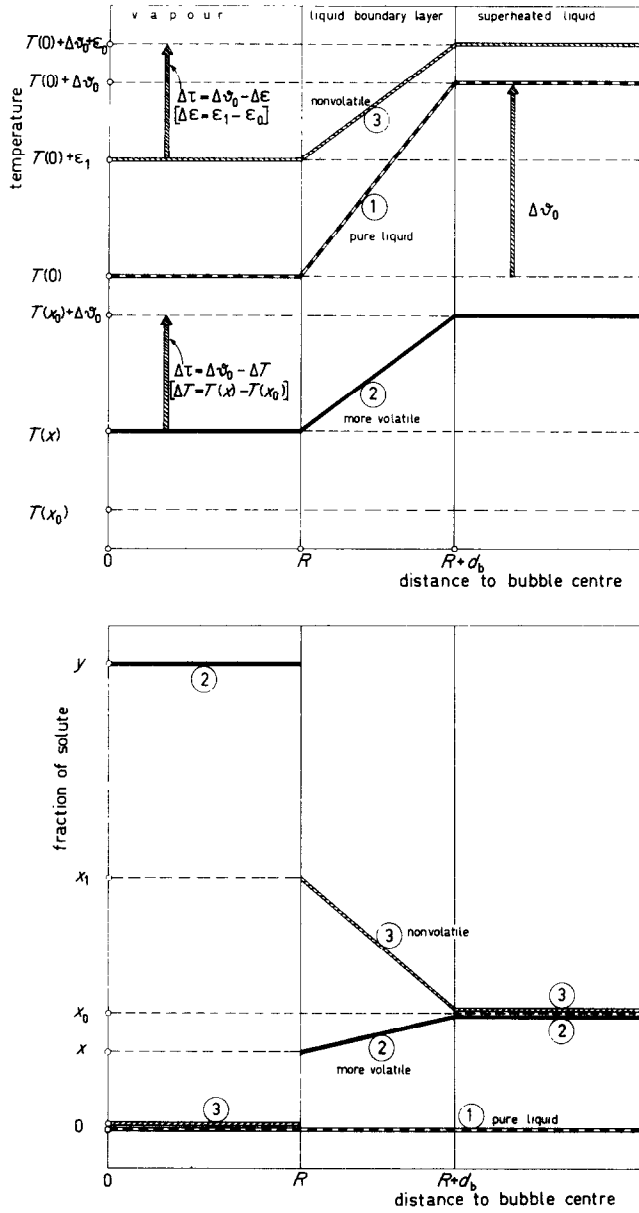 vapour liquid boundary layer superheated liquid
T(0)+Δϑ₀+ε₀
T(0)+Δϑ₀
Δτ=Δϑ₀−Δε
[Δε=ε₁−ε₀]
nonvolatile
3
temperature
T(0)+ε₁
1
pure liquid
Δϑ₀
T(0)
T(x₀)+Δϑ₀
Δτ=Δϑ₀−ΔT
[ΔT=T(x)−T(x₀)]
2
more volatile
T(x)
T(x₀)
0 R R+d_b
distance to bubble centre
y
2
fraction of solute
x₁
3 nonvolatile
3
x₀
2
x
2
more volatile
3
0
1 pure liquid
0 R R+d_b
distance to bubble centre